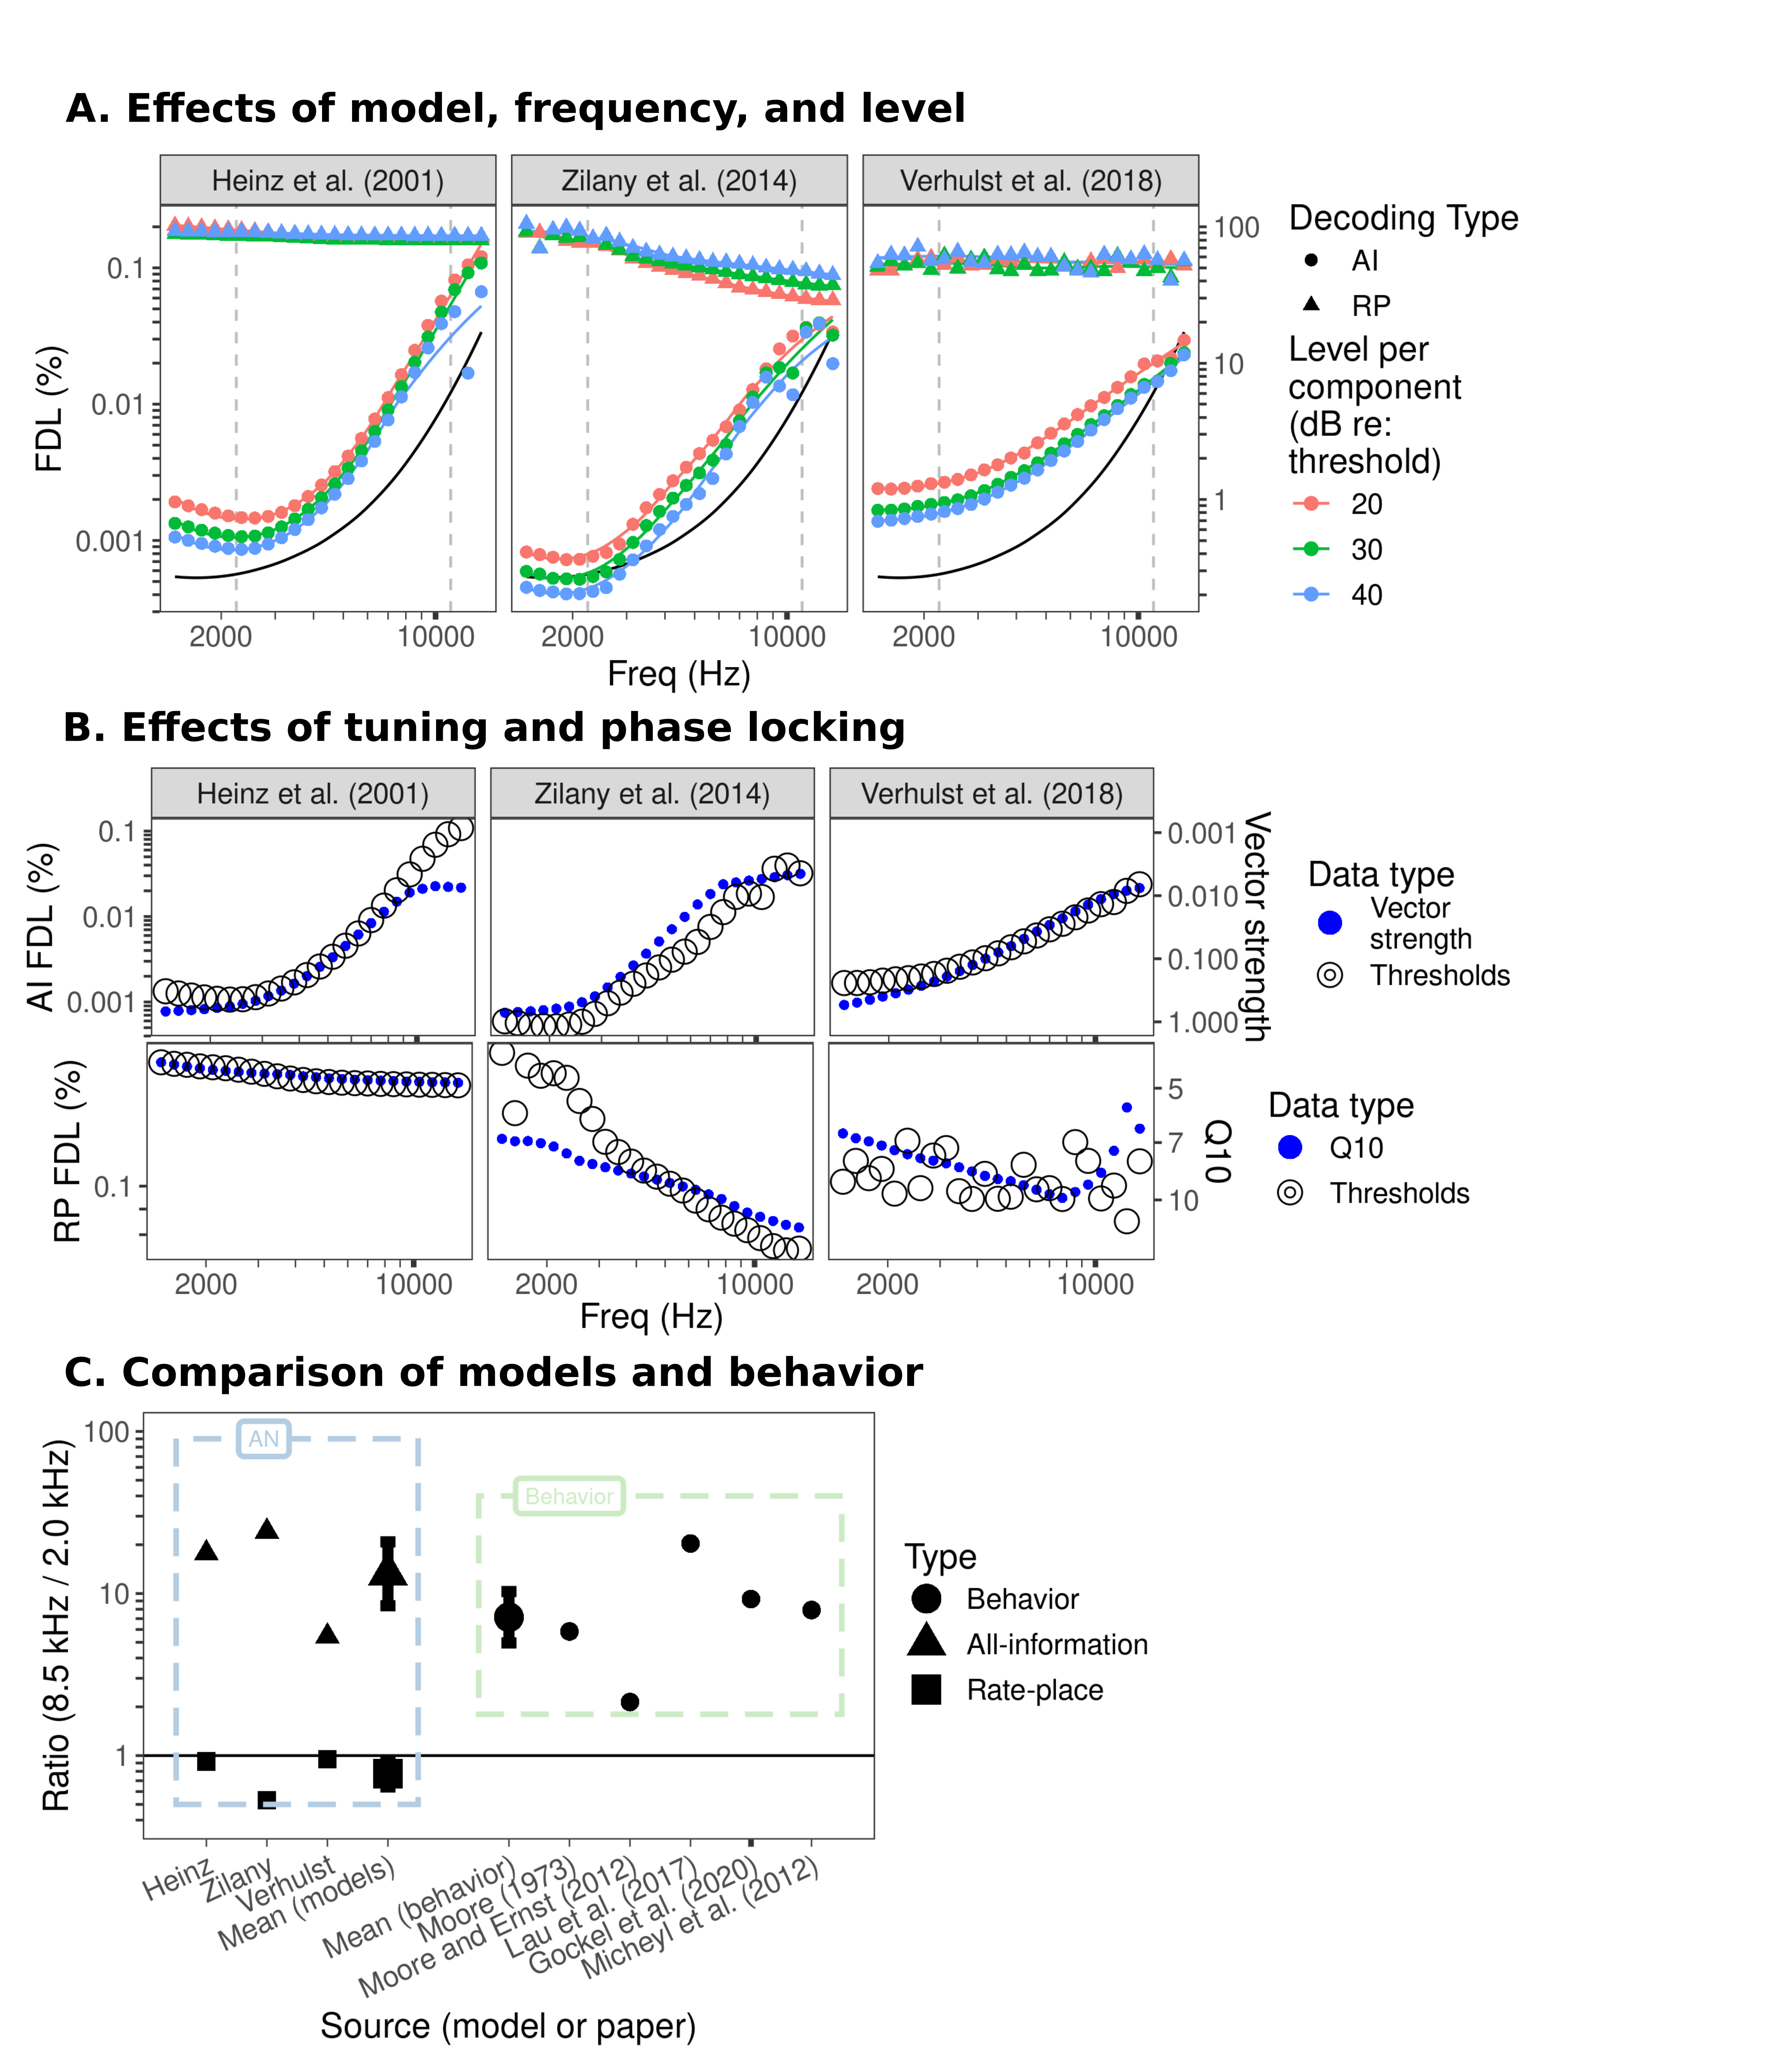 A. Effects of model, frequency, and level
Heinz et al. (2001)
Zilany et al. (2014)
Verhulst et al. (2018)
FDL (%)
0.1
0.01
0.001
100
10
1
2000
10000
2000
10000
2000
10000
Freq (Hz)
Decoding Type
AI
RP
Level per
component
(dB re:
threshold)
20
30
40
B. Effects of tuning and phase locking
Heinz et al. (2001)
Zilany et al. (2014)
Verhulst et al. (2018)
AI FDL (%)
0.1
0.01
0.001
0.001
0.010
0.100
1.000
Vector strength
Data type
Vector
strength
Thresholds
RP FDL (%)
0.1
5
7
10
Q10
Data type
Q10
Thresholds
2000
10000
2000
10000
2000
10000
Freq (Hz)
C. Comparison of models and behavior
Ratio (8.5 kHz / 2.0 kHz)
100
10
1
AN
Behavior
Type
Behavior
All-information
Rate-place
Heinz
Zilany
Verhulst
Mean (models)
Mean (behavior)
Moore (1973)
Moore and Ernst (2012)
Lau et al. (2017)
Gockel et al. (2020)
Micheyl et al. (2012)
Source (model or paper)